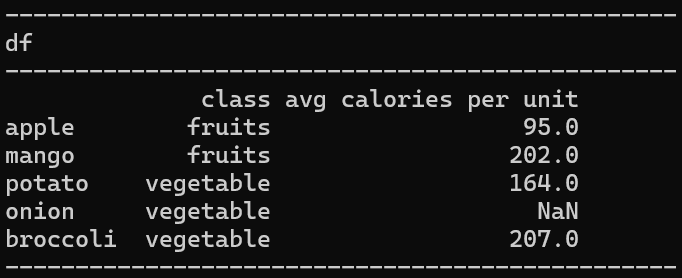 ------------------------------------------------
df
------------------------------------------------
              class avg calories per unit
apple        fruits                  95.0
mango        fruits                 202.0
potato    vegetable                 164.0
onion     vegetable                   NaN
broccoli  vegetable                 207.0
------------------------------------------------